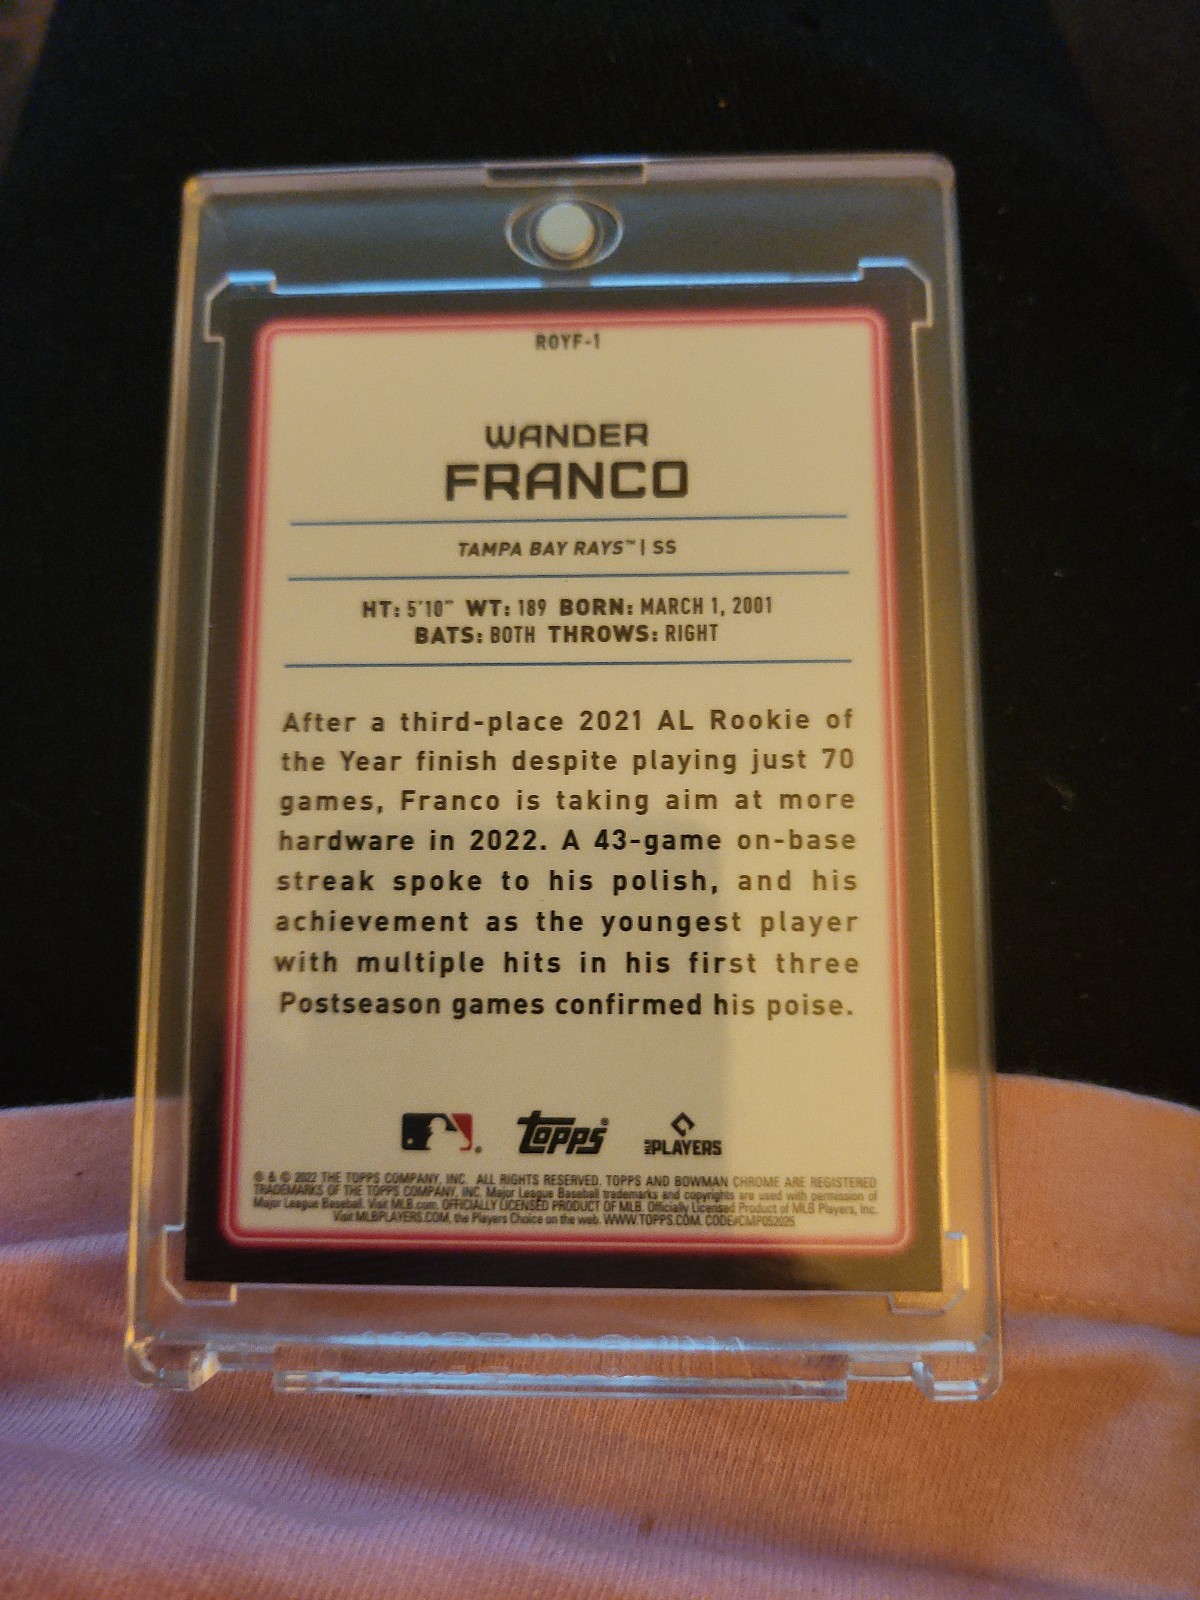 ROYF-1
WANDER
FRANCO
TAMPA BAY RAYS™ | SS
HT: 5'10" WT: 189 BORN: MARCH 1, 2001
BATS: BOTH THROWS: RIGHT
After a third-place 2021 AL Rookie of
the Year finish despite playing just 70
games, Franco is taking aim at more
hardware in 2022. A 43-game on-base
streak spoke to his polish, and his
achievement as the youngest player
with multiple hits in his first three
Postseason games confirmed his poise.
Topps® PLAYERS
® & © 2022 THE TOPPS COMPANY, INC. ALL RIGHTS RESERVED. TOPPS AND BOWMAN CHROME ARE REGISTERED
TRADEMARKS OF THE TOPPS COMPANY, INC. Major League Baseball trademarks and copyrights are used with permission of
Major League Baseball. Visit MLB.com. OFFICIALLY LICENSED PRODUCT OF MLB. Officially Licensed Product of MLB Players, Inc.
Visit MLBPLAYERS.COM, the Players Choice on the web. WWW.TOPPS.COM. CODE#CMP052025